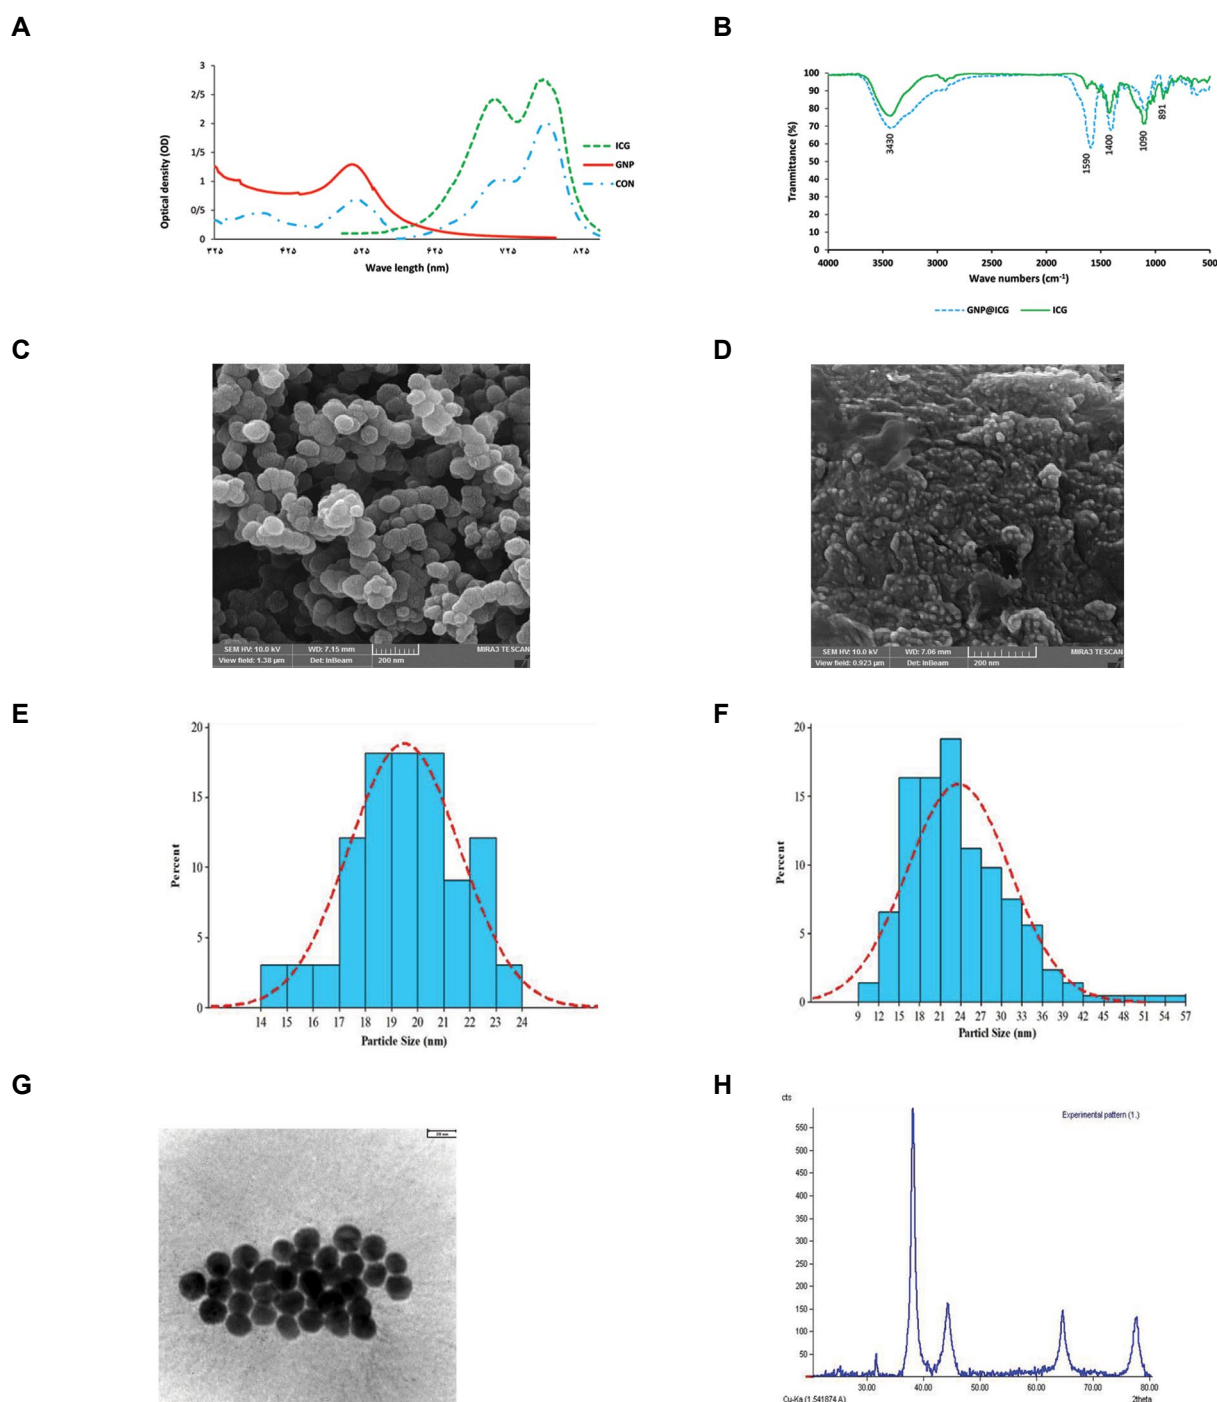 A
3
2/5
2
1/5
1
0/5
0
Optical density (OD)
۳۲۵ ۴۲۵ ۵۲۵ ۶۲۵ ۷۲۵ ۸۲۵
Wave length (nm)
ICG
GNP
CON
B
100
90
80
70
60
50
40
30
20
10
0
Tranmittance (%)
3430
1590
1400
1090
891
4000 3500 3000 2500 2000 1500 1000 500
Wave numbers (cm-1)
GNP@ICG ICG
C
SEM HV: 10.0 kV WD: 7.15 mm MIRA3 TESCAN
View field: 1.38 µm Det: InBeam 200 nm
D
SEM HV: 10.0 kV WD: 7.06 mm MIRA3 TESCAN
View field: 0.923 µm Det: InBeam 200 nm
E
20
15
10
5
0
Percent
14 15 16 17 18 19 20 21 22 23 24
Particle Size (nm)
F
20
15
10
5
0
Percent
9 12 15 18 21 24 27 30 33 36 39 42 45 48 51 54 57
Particl Size (nm)
G
H
cts
Experimental pattern (1.)
550
500
450
400
350
300
250
200
150
100
50
30.00 40.00 50.00 60.00 70.00 80.00
Cu-Ka (1.541874 A) 2theta